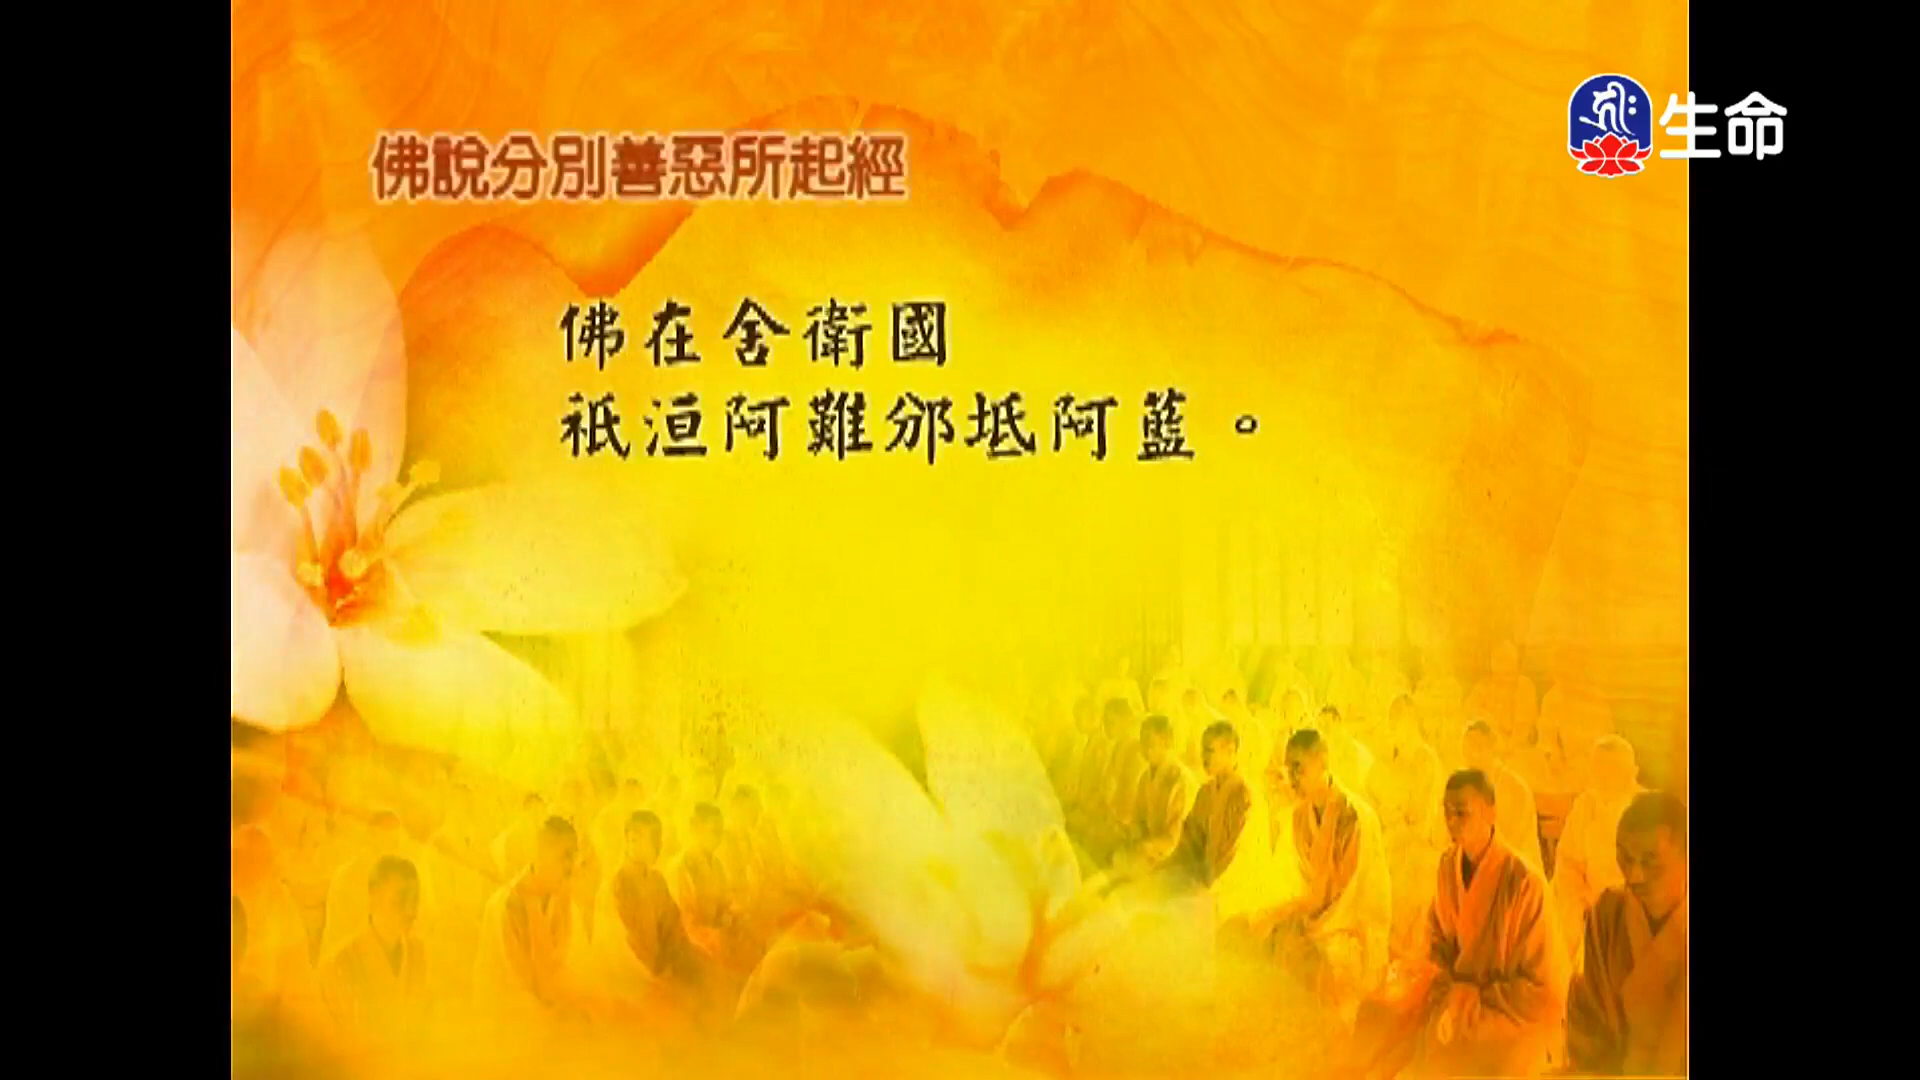 佛說分別善惡所起經
生命
佛在舍衛國
祇洹阿難邠坻阿藍。